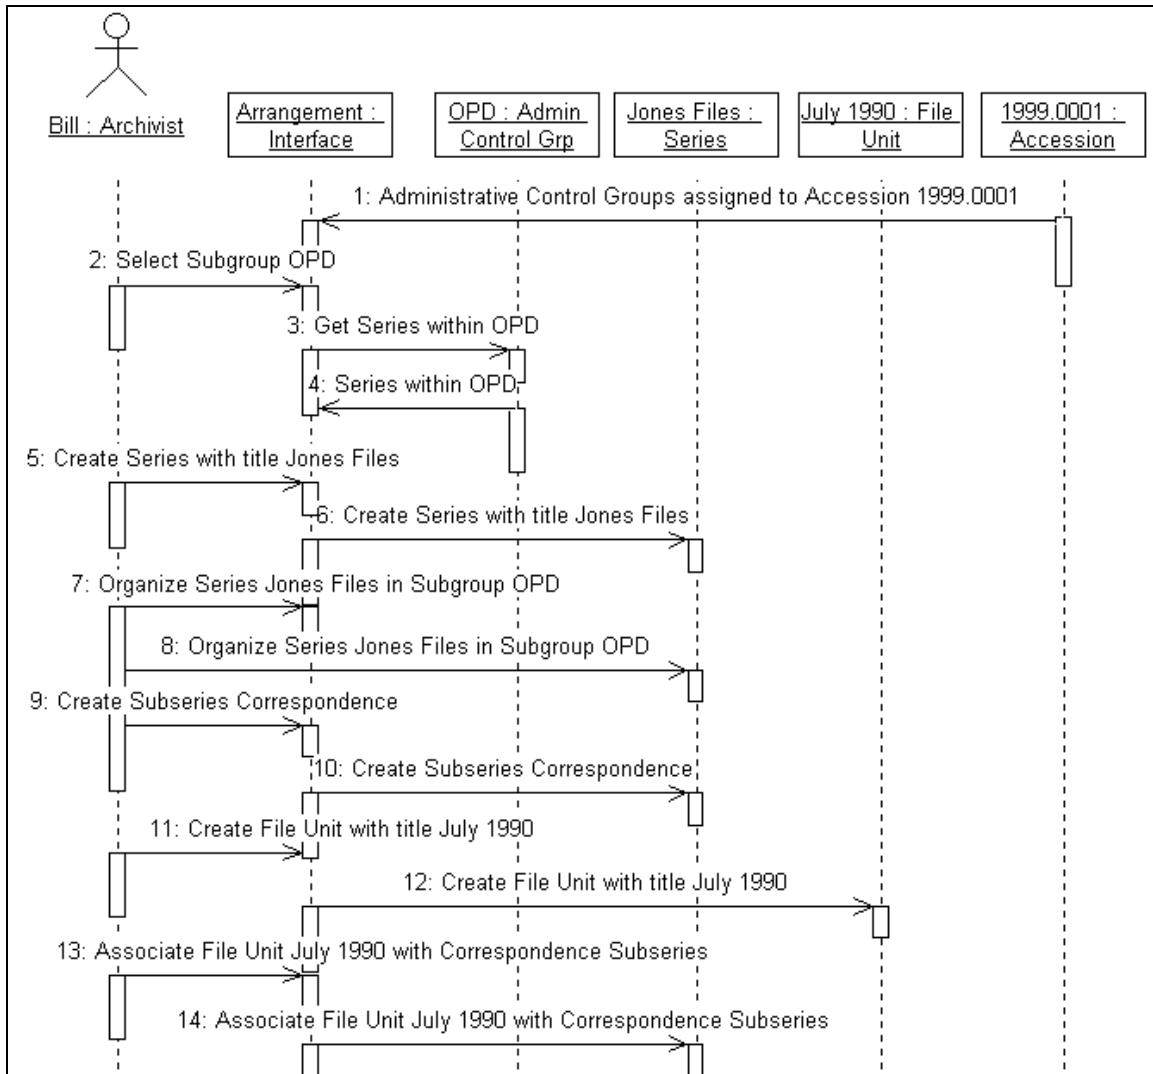 Bill : Archivist
Arrangement :
Interface
OPD : Admin
Control Grp
Jones Files :
Series
July 1990 : File
Unit
1999.0001 :
Accession
1: Administrative Control Groups assigned to Accession 1999.0001
2: Select Subgroup OPD
3: Get Series within OPD
4: Series within OPD
5: Create Series with title Jones Files
6: Create Series with title Jones Files
7: Organize Series Jones Files in Subgroup OPD
8: Organize Series Jones Files in Subgroup OPD
9: Create Subseries Correspondence
10: Create Subseries Correspondence
11: Create File Unit with title July 1990
12: Create File Unit with title July 1990
13: Associate File Unit July 1990 with Correspondence Subseries
14: Associate File Unit July 1990 with Correspondence Subseries